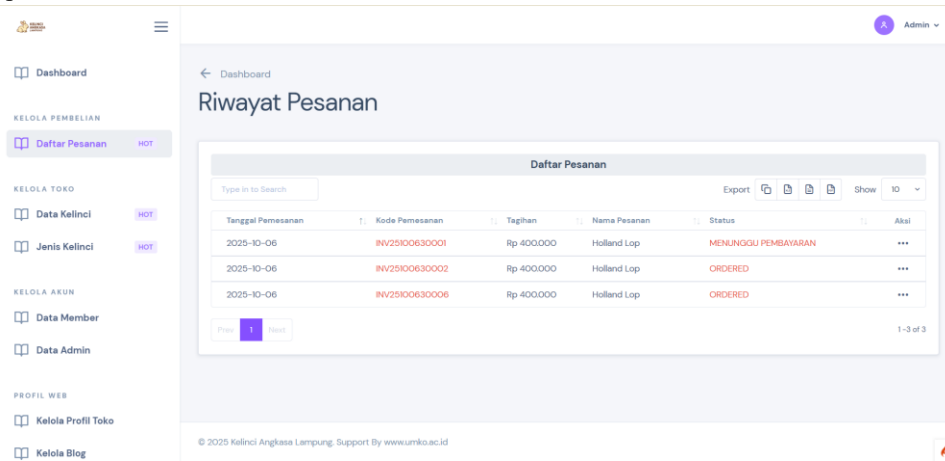 Admin
Dashboard
← Dashboard
Riwayat Pesanan
KELOLA PEMBELIAN
Daftar Pesanan HOT
KELOLA TOKO
Data Kelinci HOT
Jenis Kelinci HOT
KELOLA AKUN
Data Member
Data Admin
PROFIL WEB
Kelola Profil Toko
Kelola Blog
Daftar Pesanan
Type in to Search
Export Show 10
Tanggal Pemesanan Kode Pemesanan Tagihan Nama Pesanan Status Aksi
2025-10-06 INV25100630001 Rp 400.000 Holland Lop MENUNGGU PEMBAYARAN ...
2025-10-06 INV25100630002 Rp 400.000 Holland Lop ORDERED ...
2025-10-06 INV25100630006 Rp 400.000 Holland Lop ORDERED ...
Prev 1 Next
1 -3 of 3
© 2025 Kelinci Angkasa Lampung. Support By www.umko.ac.id